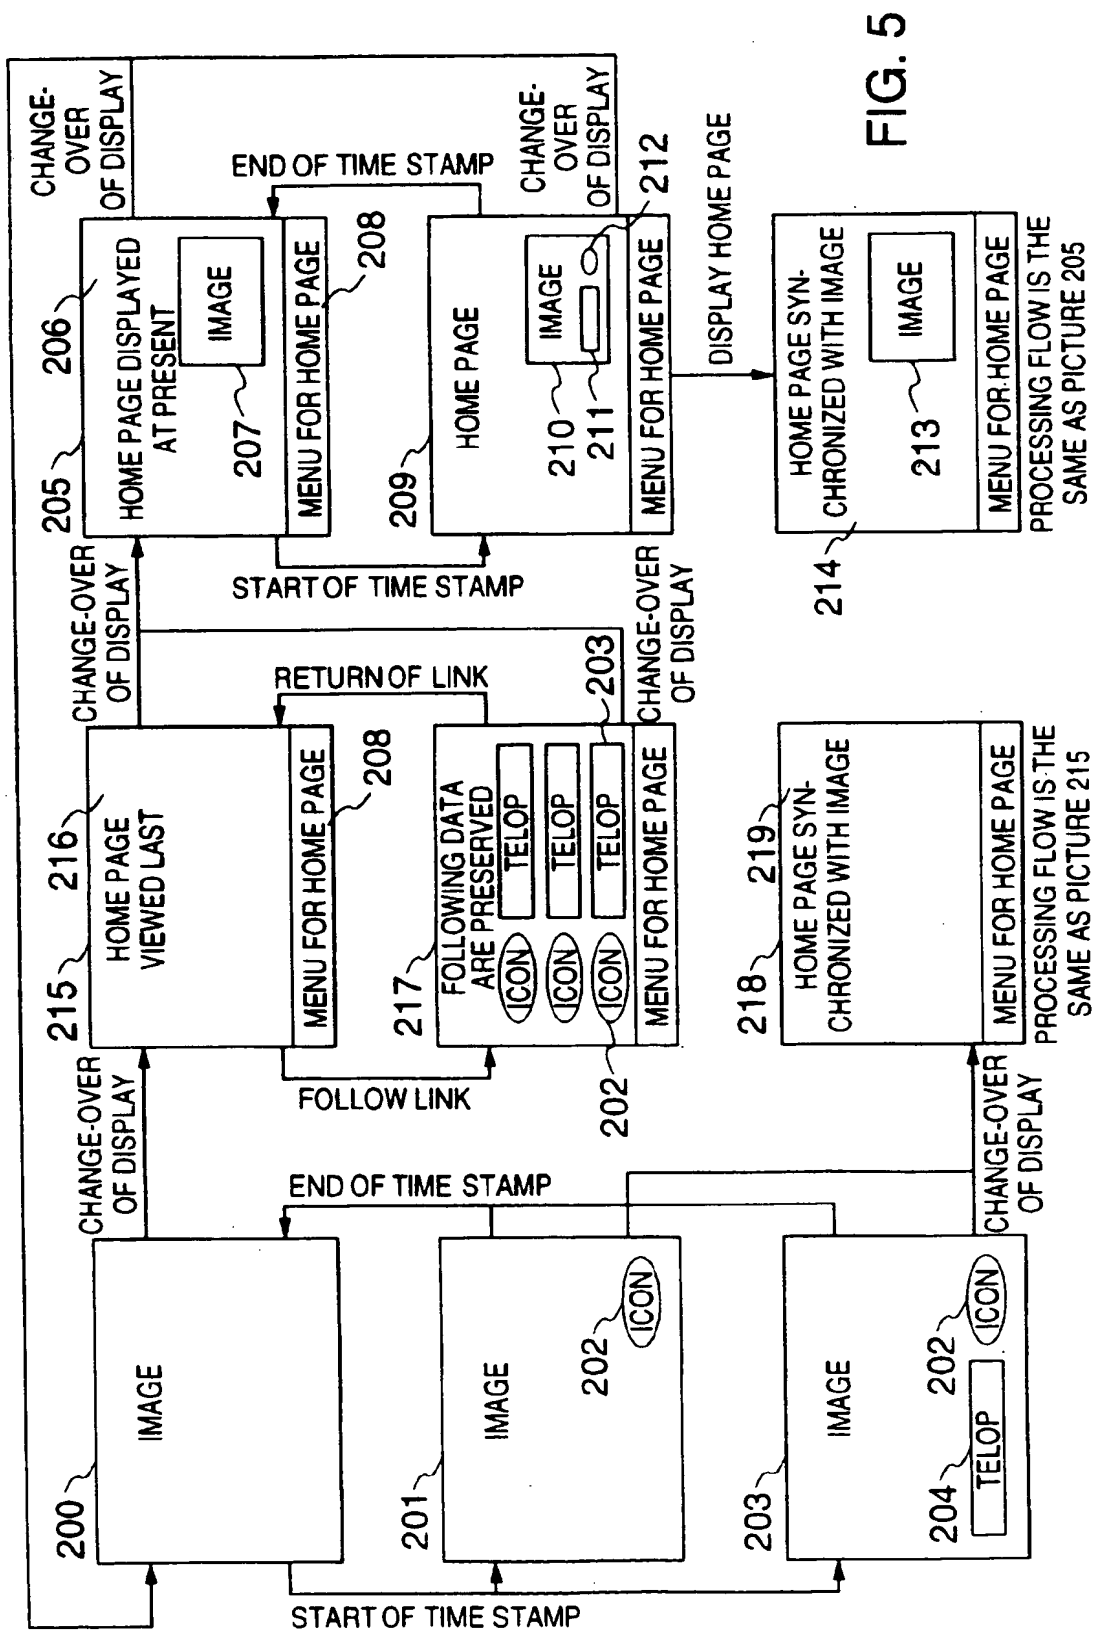 CHANGE-
OVER
OF DISPLAY
CHANGE-OVER
OF DISPLAY
CHANGE-OVER
OF DISPLAY
200
IMAGE
215
216
HOME PAGE
VIEWED LAST
MENU FOR HOME PAGE
208
205
206
HOME PAGE DISPLAYED
AT PRESENT
207
IMAGE
MENU FOR HOME PAGE
208
END OF TIME STAMP
FOLLOW LINK
RETURN OF LINK
START OF TIME STAMP
END OF TIME STAMP
201
IMAGE
202
ICON
217
FOLLOWING DATA
ARE PRESERVED
ICON
TELOP
ICON
TELOP
ICON
TELOP
202
203
MENU FOR HOME PAGE
CHANGE-OVER
OF DISPLAY
209
HOME PAGE
210
IMAGE
211
212
MENU FOR HOME PAGE
CHANGE-
OVER
OF DISPLAY
DISPLAY HOME PAGE
203
IMAGE
204
TELOP
202
ICON
START OF TIME STAMP
CHANGE-OVER
OF DISPLAY
218
219
HOME PAGE SYN-
CHRONIZED WITH IMAGE
MENU FOR HOME PAGE
PROCESSING FLOW IS THE
SAME AS PICTURE 215
214
HOME PAGE SYN-
CHRONIZED WITH IMAGE
213
IMAGE
MENU FOR HOME PAGE
PROCESSING FLOW IS THE
SAME AS PICTURE 205
FIG. 5